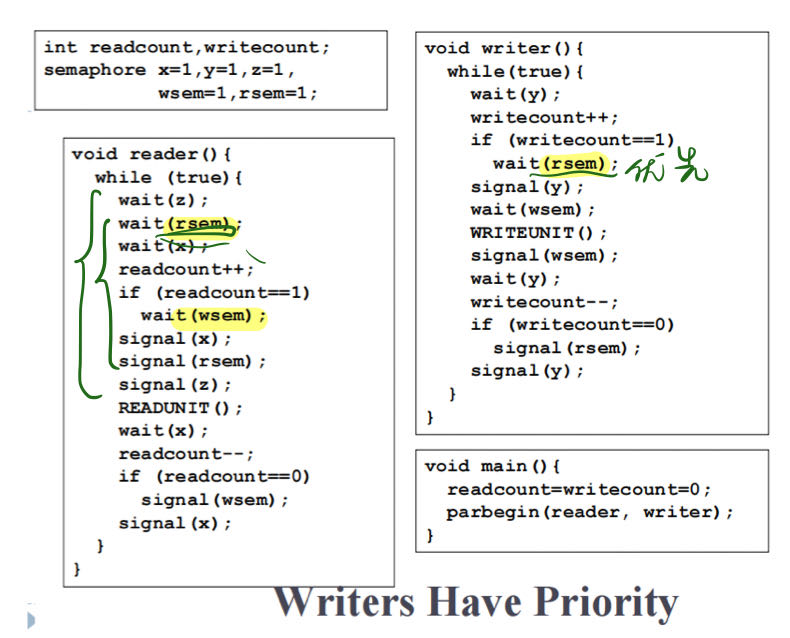 int readcount,writecount;
semaphore x=1,y=1,z=1,
wsem=1,rsem=1;
void reader(){
while (true){
wait(z);
wait(rsem);
wait(x);
readcount++;
if (readcount==1)
wait(wsem);
signal(x);
signal(rsem);
signal(z);
READUNIT();
wait(x);
readcount--;
if (readcount==0)
signal(wsem);
signal(x);
}
}
void writer(){
while(true){
wait(y);
writecount++;
if (writecount==1)
wait(rsem); 优先
signal(y);
wait(wsem);
WRITEUNIT();
signal(wsem);
wait(y);
writecount--;
if (writecount==0)
signal(rsem);
signal(y);
}
}
void main(){
readcount=writecount=0;
parbegin(reader, writer);
}
Writers Have Priority